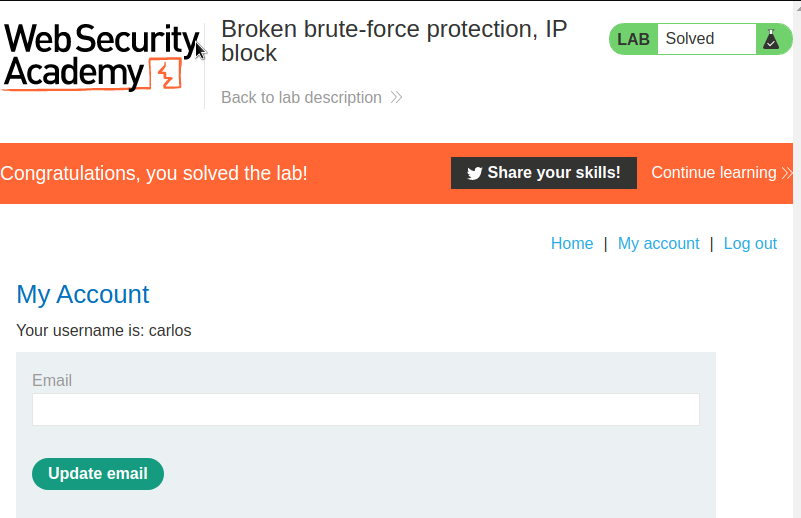 Web Security
Academy
Broken brute-force protection, IP
block
Back to lab description
LAB Solved
Congratulations, you solved the lab!
Share your skills!
Continue learning
Home | My account | Log out
My Account
Your username is: carlos
Email
Update email